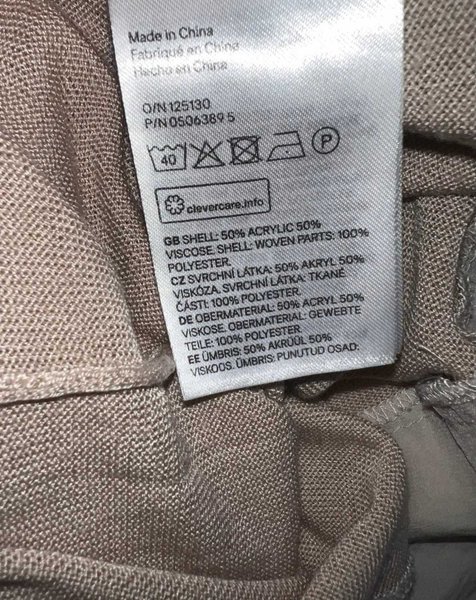 Made in China
Fabriqué en China
Hecho en China
O/N 125130
P/N 0506389 5
40
P
clevercare.info
GB SHELL: 50% ACRYLIC 50%
VISCOSE. SHELL: WOVEN PARTS: 100%
POLYESTER.
CZ SVRCHNÍ LÁTKA: 50% AKRYL 50%
VISKÓZA. SVRCHNÍ LÁTKA: TKANÉ
ČÁSTI: 100% POLYESTER.
DE OBERMATERIAL: 50% ACRYL 50%
VISKOSE. OBERMATERIAL: GEWEBTE
TEILE: 100% POLYESTER.
EE ÜMBRIS: 50% AKRÜÜL 50%
VISKOOS. ÜMBRIS: PUNUTUD OSAD: